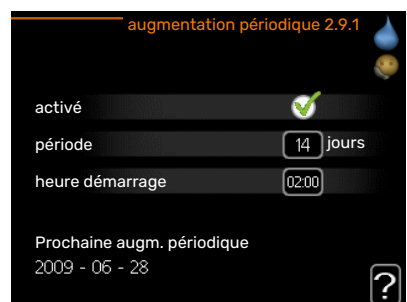 augmentation périodique 2.9.1
activé
période 14 jours
heure démarrage 02:00
Prochaine augm. périodique
2009 - 06 - 28
?